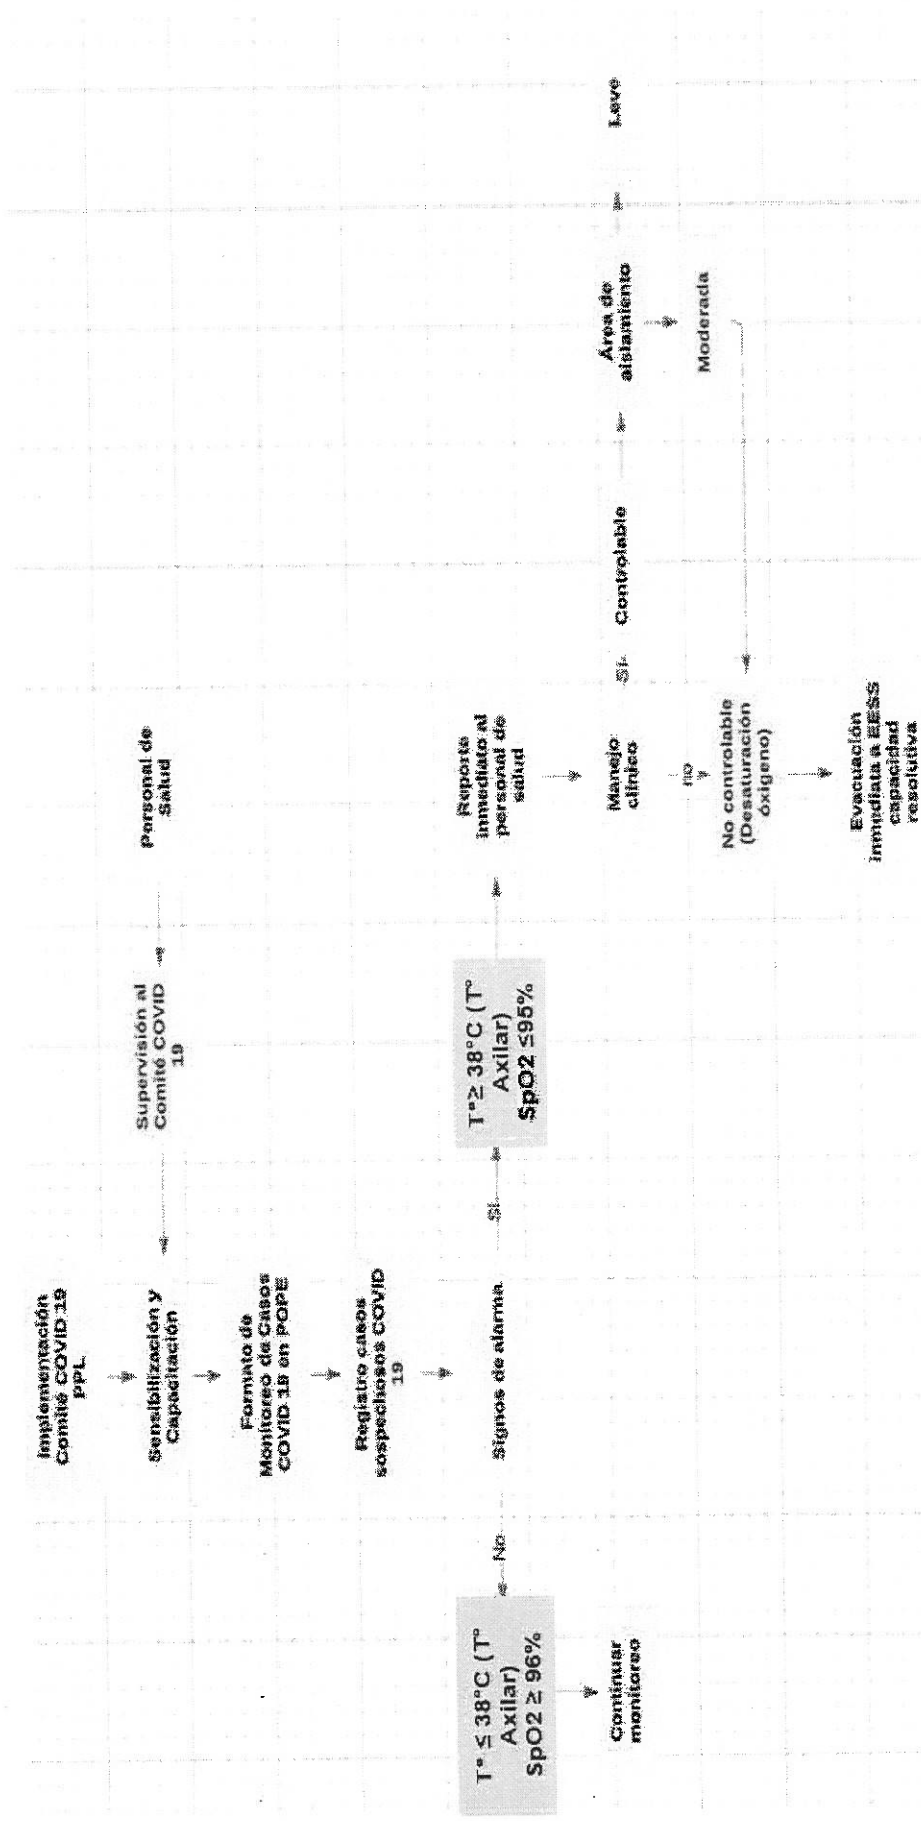 Implementación
Comité COVID 19
PPL
Sensibilización y
Capacitación
Supervisión al
Comité COVID
19
Personal de
Salud
Formato de
Monitoreo de Casos
COVID 19 en POPE
Registro casos
sospechosos COVID
19
T° ≤ 38°C (T°
Axilar)
SpO2 ≥ 96%
No
Signos de alarma
Si
T°≥ 38°C (T°
Axilar)
SpO2 ≤95%
Reporte
inmediato al
personal de
salud
Continuar
monitoreo
Manejo
clínico
Si
Controlable
Área de
aislamiento
Leve
no
Moderada
No controlable
(Desaturación
óxigeno)
Evacuación
inmediata a EESS
capacidad
resolutiva